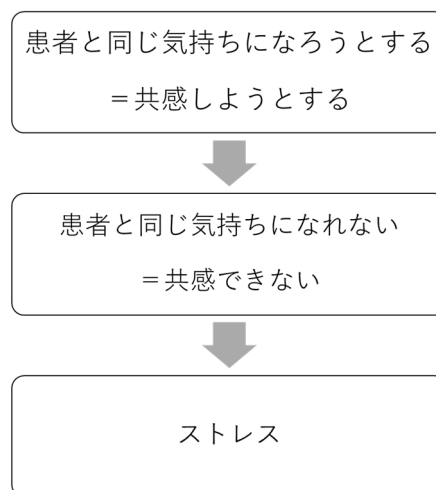 患者と同じ気持ちになろうとする
＝共感しようとする
患者と同じ気持ちになれない
＝共感できない
ストレス